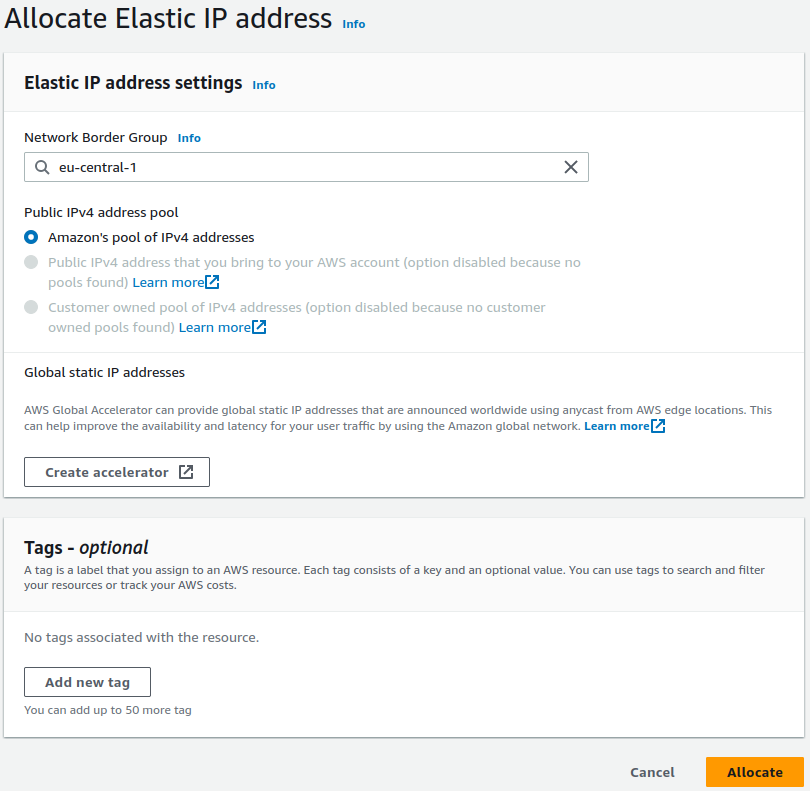 Allocate Elastic IP address Info
Elastic IP address settings Info
Network Border Group Info
eu-central-1
Public IPv4 address pool
Amazon's pool of IPv4 addresses
Public IPv4 address that you bring to your AWS account (option disabled because no
pools found) Learn more
Customer owned pool of IPv4 addresses (option disabled because no customer
owned pools found) Learn more
Global static IP addresses
AWS Global Accelerator can provide global static IP addresses that are announced worldwide using anycast from AWS edge locations. This
can help improve the availability and latency for your user traffic by using the Amazon global network. Learn more
Create accelerator
Tags - optional
A tag is a label that you assign to an AWS resource. Each tag consists of a key and an optional value. You can use tags to search and filter
your resources or track your AWS costs.
No tags associated with the resource.
Add new tag
You can add up to 50 more tag
Cancel Allocate